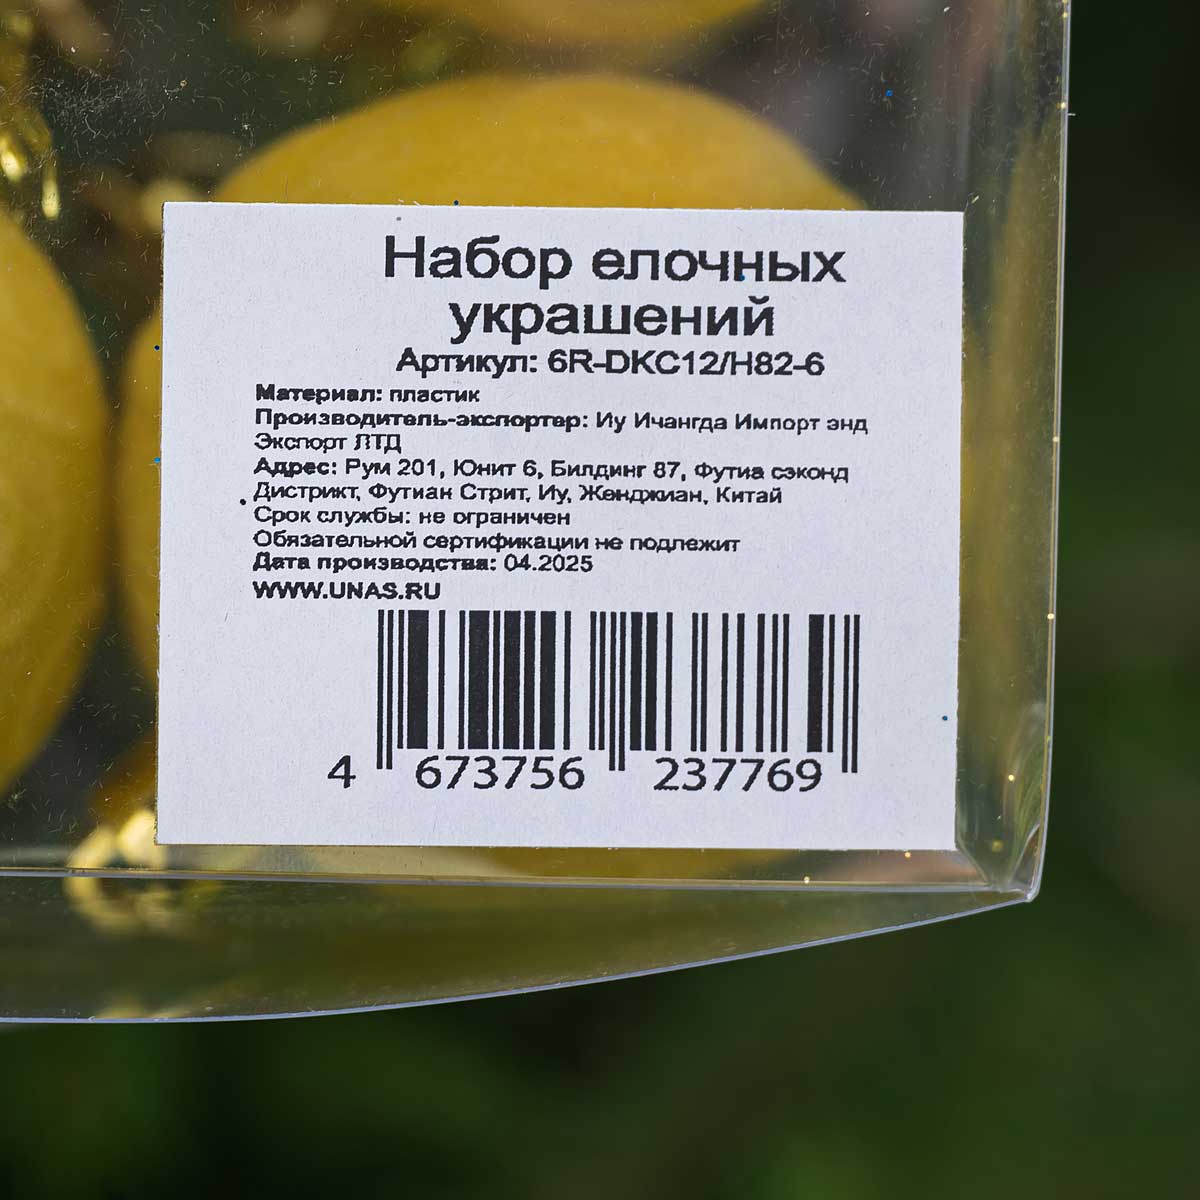 Набор елочных
украшений
Артикул: 6R-DKC12/H82-6
Материал: пластик
Производитель-экспортер: Иу Ичангда Импорт энд
Экспорт ЛТД
Адрес: Рум 201, Юнит 6, Билдинг 87, Футиа сэконд
Дистрикт, Футиан Стрит, Иу, Женджиан, Китай
Срок службы: не ограничен
Обязательной сертификации не подлежит
Дата производства: 04.2025
WWW.UNAS.RU
4 673756 237769